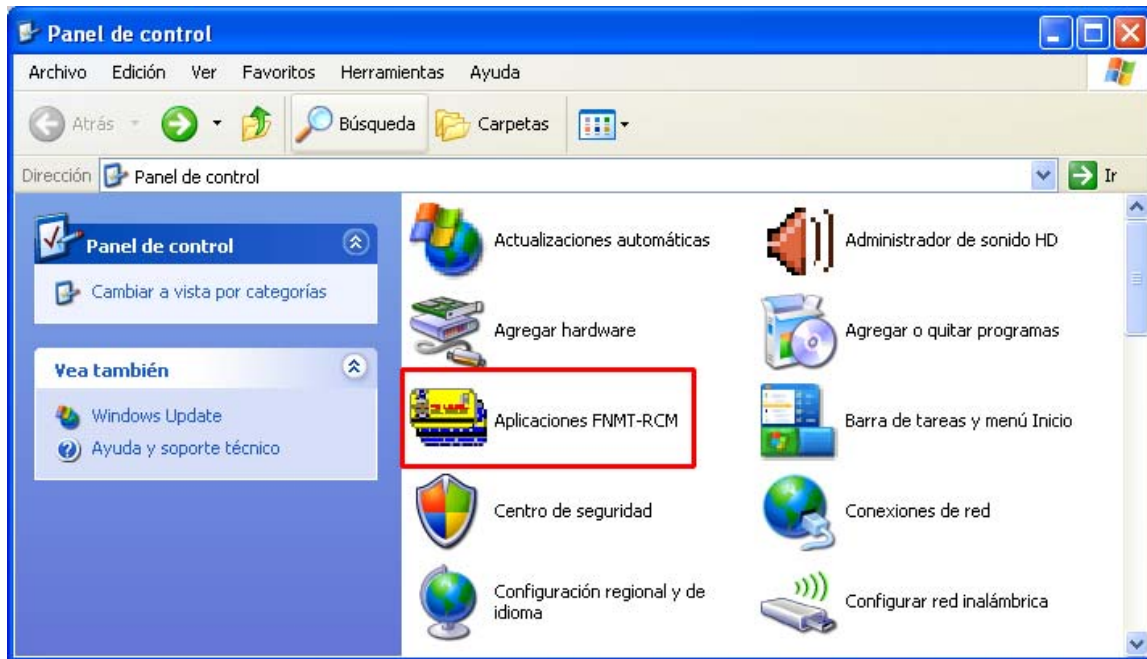 Panel de control
Archivo Edición Ver Favoritos Herramientas Ayuda
Atrás Búsqueda Carpetas
Dirección Panel de control Ir
Panel de control
Cambiar a vista por categorías
Vea también
Windows Update
Ayuda y soporte técnico
Actualizaciones automáticas
Administrador de sonido HD
Agregar hardware
Agregar o quitar programas
Aplicaciones FNMT-RCM
Barra de tareas y menú Inicio
Centro de seguridad
Conexiones de red
Configuración regional y de
idioma
Configurar red inalámbrica